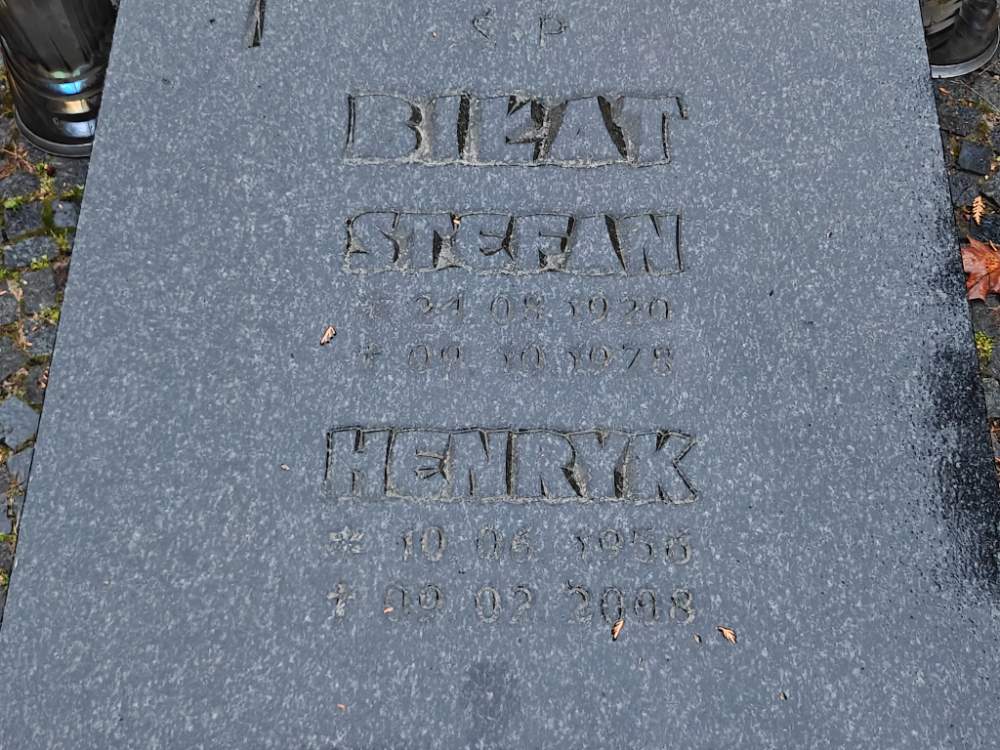 Ś P
BIŁAT
STEFAN
* 24 08 1920
† 09 10 1978
HENRYK
* 10 06 1956
† 09 02 2008